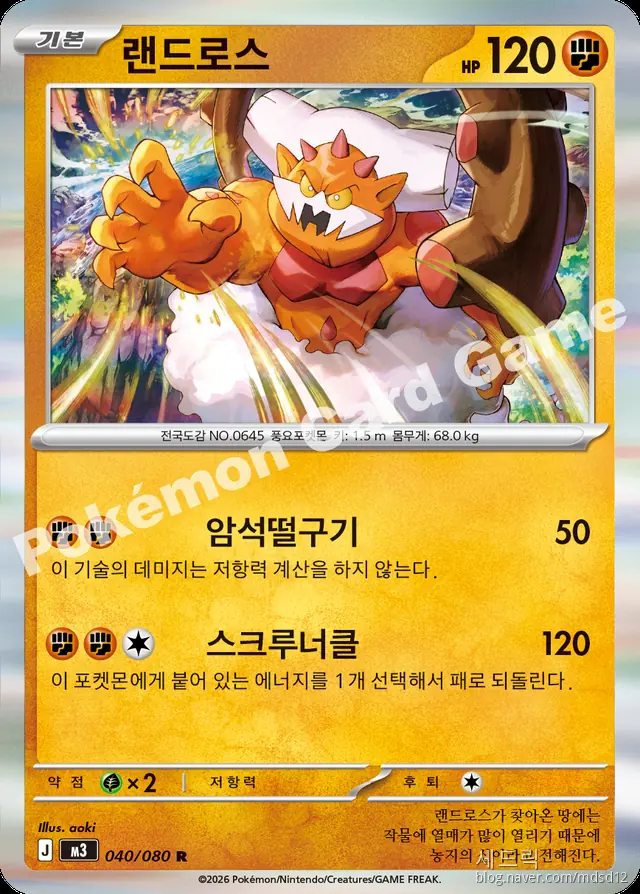 기본
랜드로스
HP 120
전국도감 NO.0645 풍요포켓몬 키: 1.5 m 몸무게: 68.0 kg
Pokémon Card Game
암석떨구기 50
이 기술의 데미지는 저항력 계산을 하지 않는다.
스크루너클 120
이 포켓몬에게 붙어 있는 에너지를 1개 선택해서 패로 되돌린다.
약점 ×2 저항력 후퇴
Illus. aoki
랜드로스가 찾아온 땅에는
작물에 열매가 많이 열리기 때문에
농지의 신이라고 전해진다.
J M3 040/080 R
세드릭
blog.naver.com/mdsd12
©2026 Pokémon/Nintendo/Creatures/GAME FREAK.